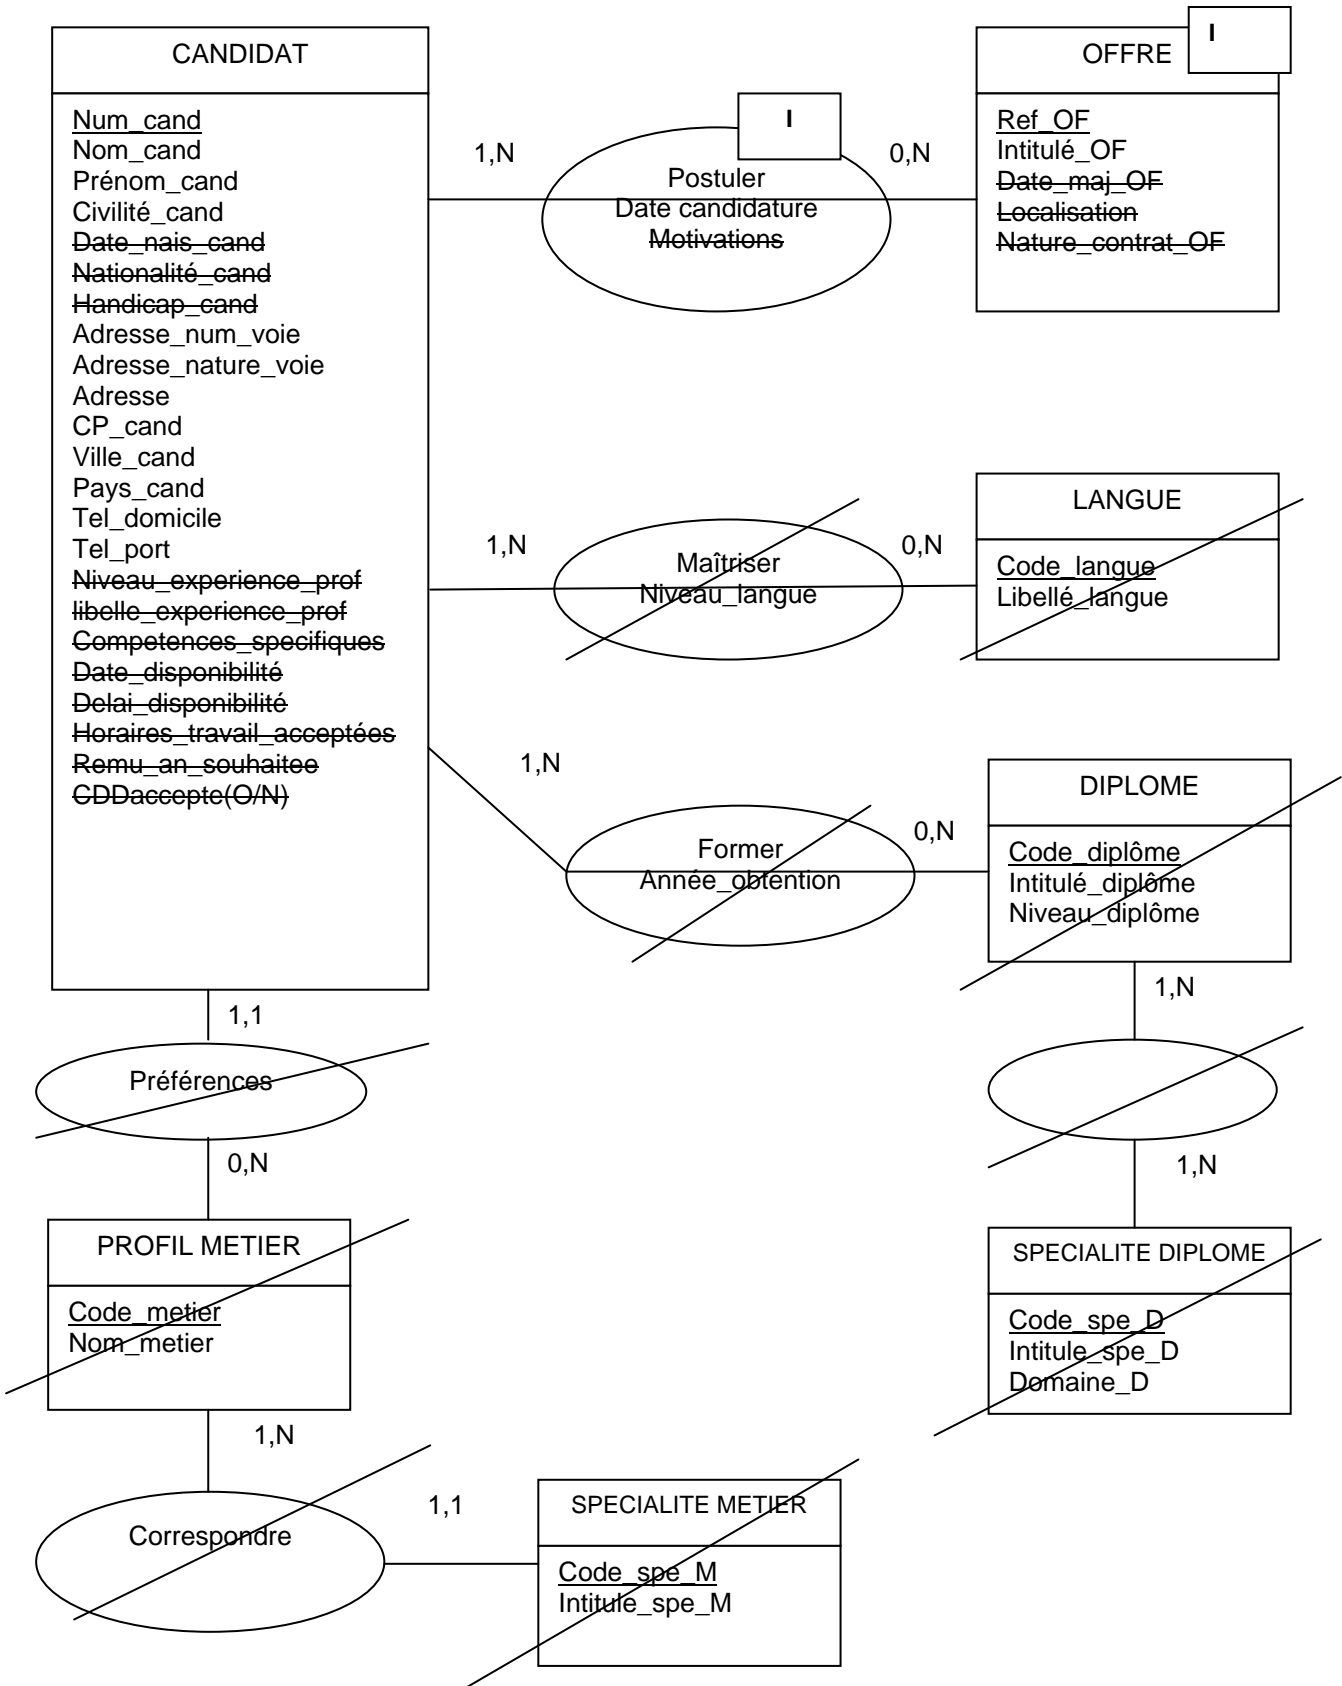 CANDIDAT
Num_cand
Nom_cand
Prénom_cand
Civilité_cand
Date_nais_cand
Nationalité_cand
Handicap_cand
Adresse_num_voie
Adresse_nature_voie
Adresse
CP_cand
Ville_cand
Pays_cand
Tel_domicile
Tel_port
Niveau_experience_prof
libelle_experience_prof
Competences_specifiques
Date_disponibilité
Delai_disponibilité
Horaires_travail_acceptées
Remu_an_souhaitee
CDDaccepte(O/N)
1,N
I
Postuler
Date candidature
Motivations
0,N
OFFRE
I
Ref_OF
Intitulé_OF
Date_maj_OF
Localisation
Nature_contrat_OF
1,N
Maîtriser
Niveau_langue
0,N
LANGUE
Code_langue
Libellé_langue
1,N
Former
Année_obtention
0,N
DIPLOME
Code_diplôme
Intitulé_diplôme
Niveau_diplôme
1,N
1,N
SPECIALITE DIPLOME
Code_spe_D
Intitule_spe_D
Domaine_D
1,1
Préférences
0,N
PROFIL METIER
Code_metier
Nom_metier
1,N
Correspondre
1,1
SPECIALITE METIER
Code_spe_M
Intitule_spe_M